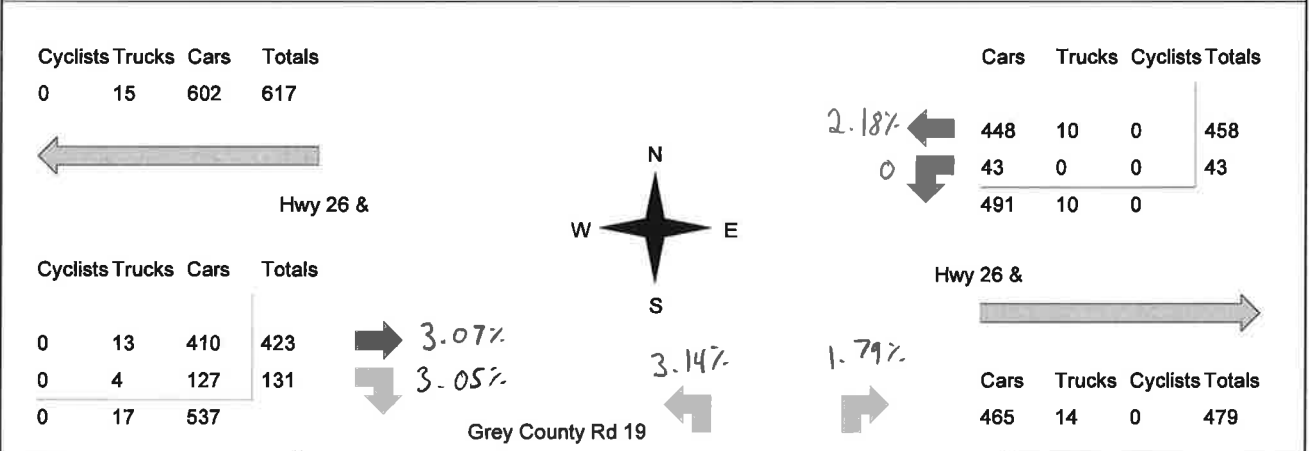 Cyclists Trucks Cars Totals
0 15 602 617
Cars Trucks Cyclists Totals
2.18% 448 10 0 458
0 43 0 0 43
491 10 0
N
W E
S
Hwy 26 &
Cyclists Trucks Cars Totals
0 13 410 423 3.07%
0 4 127 131 3.05%
0 17 537
Hwy 26 &
3.14% 1.79%
Cars Trucks Cyclists Totals
465 14 0 479
Grey County Rd 19